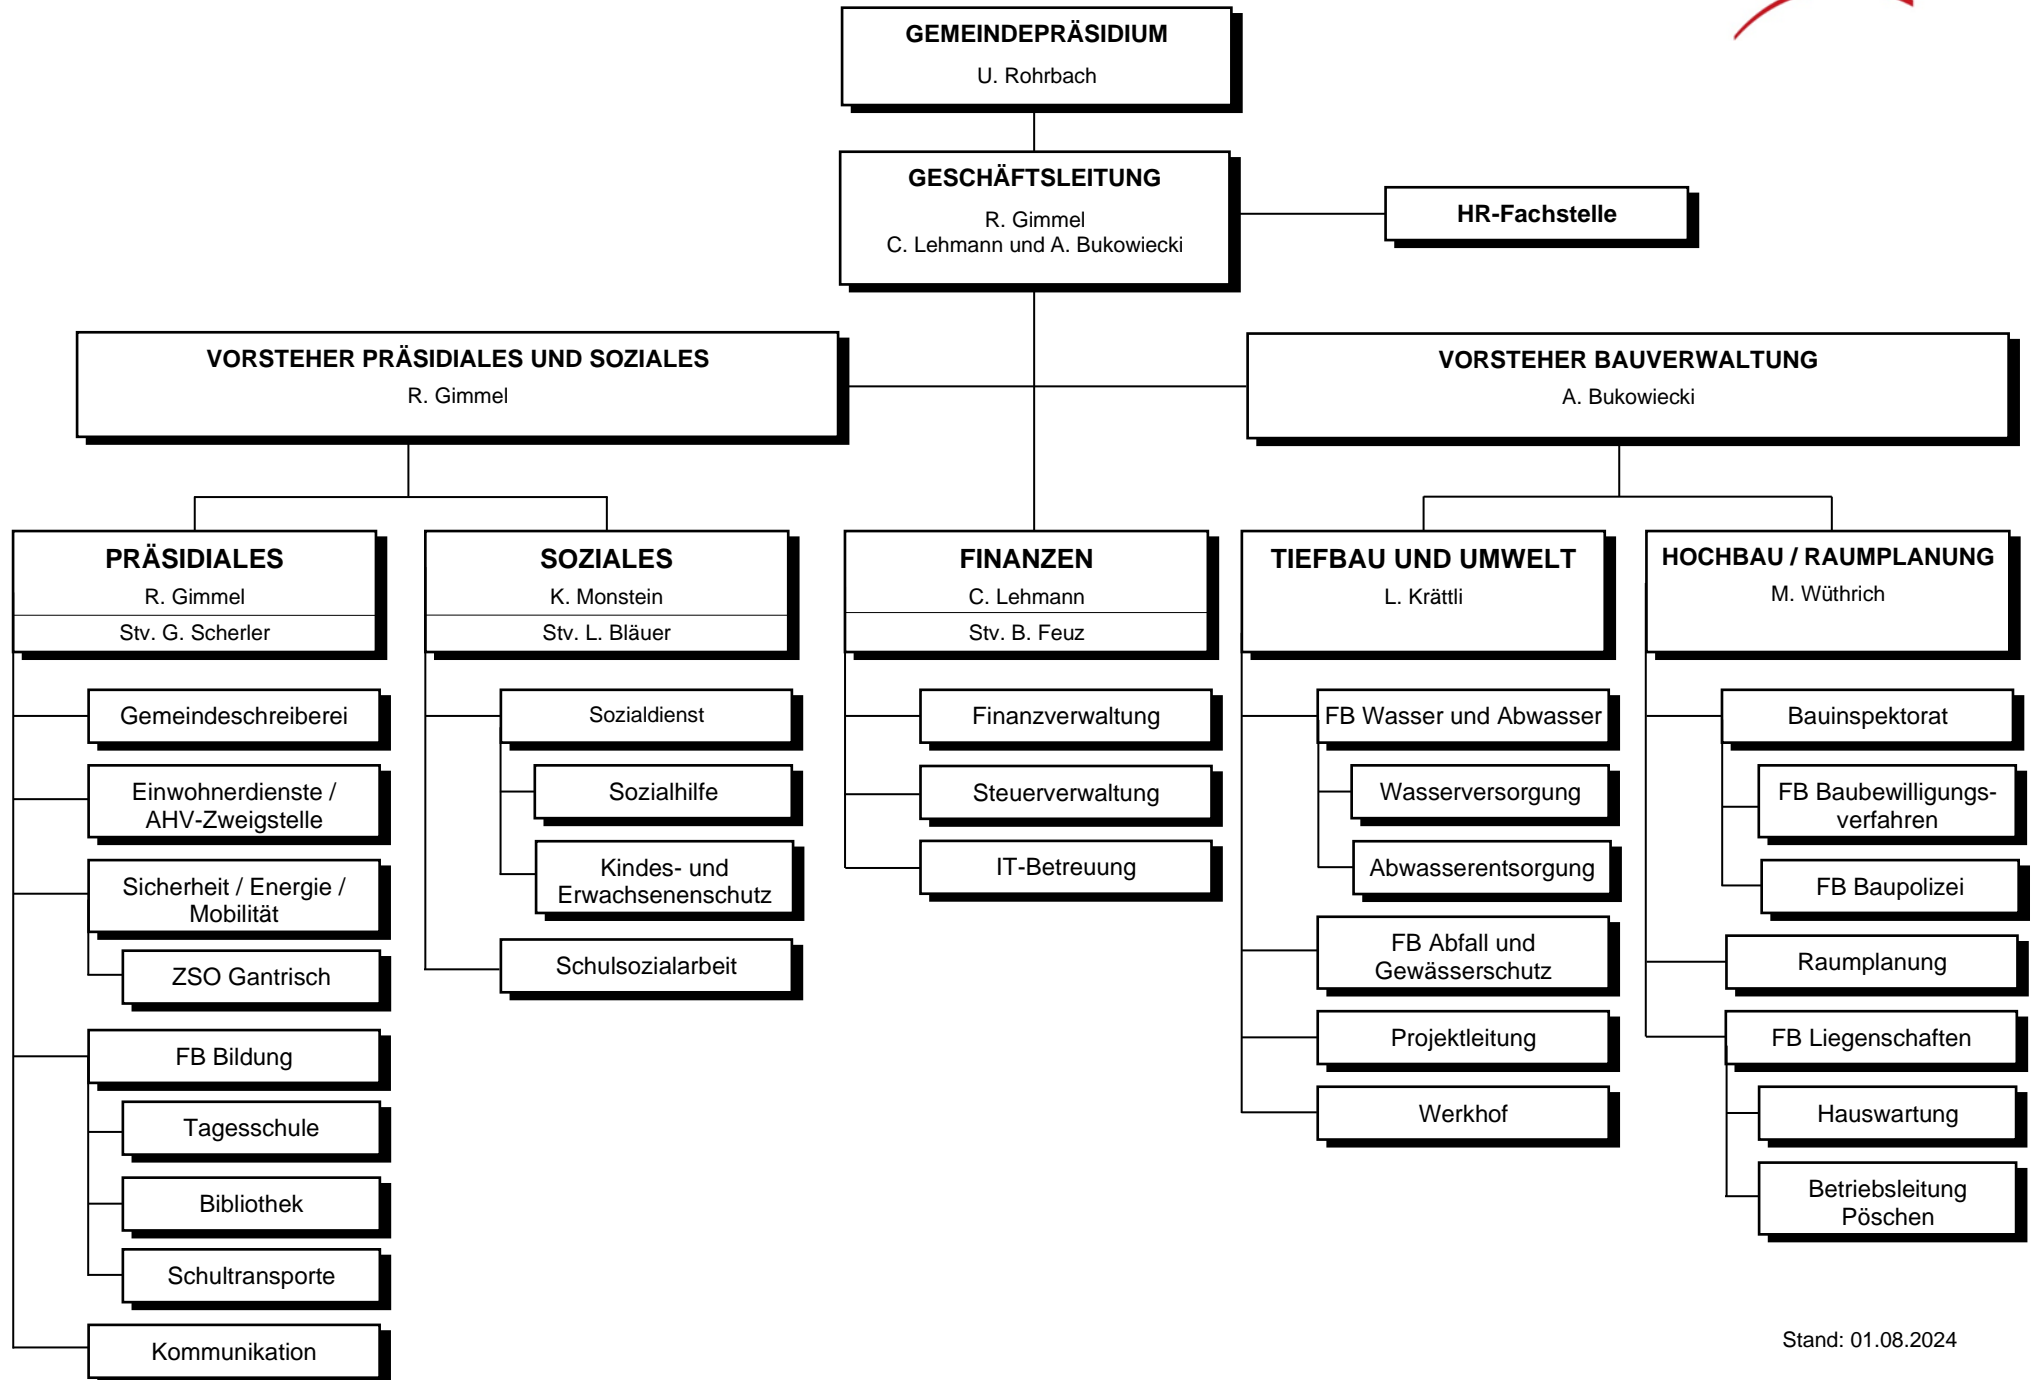 GEMEINDEPRÄSIDIUM
U. Rohrbach
GESCHÄFTSLEITUNG
R. Gimmel
C. Lehmann und A. Bukowiecki
HR-Fachstelle
VORSTEHER PRÄSIDIALES UND SOZIALES
R. Gimmel
VORSTEHER BAUVERWALTUNG
A. Bukowiecki
PRÄSIDIALES
R. Gimmel
Stv. G. Scherler
Gemeindeschreiberei
Einwohnerdienste /
AHV-Zweigstelle
Sicherheit / Energie /
Mobilität
ZSO Gantrisch
FB Bildung
Tagesschule
Bibliothek
Schultransporte
Kommunikation
SOZIALES
K. Monstein
Stv. L. Bläuer
Sozialdienst
Sozialhilfe
Kindes- und
Erwachsenenschutz
Schulsozialarbeit
FINANZEN
C. Lehmann
Stv. B. Feuz
Finanzverwaltung
Steuerverwaltung
IT-Betreuung
TIEFBAU UND UMWELT
L. Krättli
FB Wasser und Abwasser
Wasserversorgung
Abwasserentsorgung
FB Abfall und
Gewässerschutz
Projektleitung
Werkhof
HOCHBAU / RAUMPLANUNG
M. Wüthrich
Bauinspektorat
FB Baubewilligungs-
verfahren
FB Baupolizei
Raumplanung
FB Liegenschaften
Hauswartung
Betriebsleitung
Pöschen
Stand: 01.08.2024